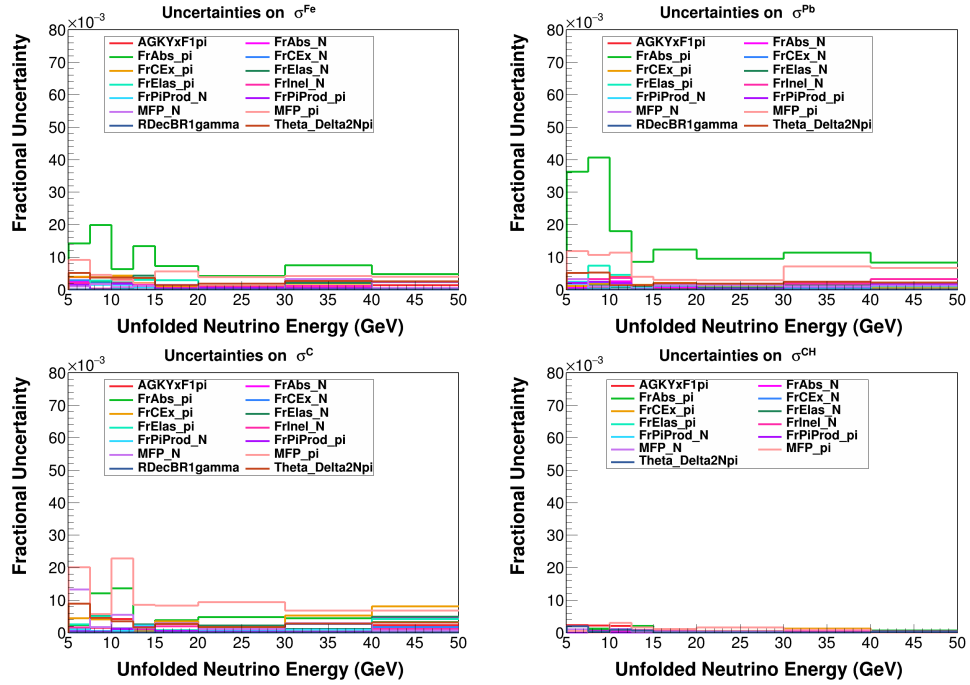 Uncertainties on σFe
×10⁻³
Fractional Uncertainty
80
70
60
50
40
30
20
10
0
AGKYxF1pi FrAbs_N
FrAbs_pi FrCEx_N
FrCEx_pi FrElas_N
FrElas_pi FrInel_N
FrPiProd_N FrPiProd_pi
MFP_N MFP_pi
RDecBR1gamma Theta_Delta2Npi
5 10 15 20 25 30 35 40 45 50
Unfolded Neutrino Energy (GeV)
Uncertainties on σPb
×10⁻³
Fractional Uncertainty
80
70
60
50
40
30
20
10
0
AGKYxF1pi FrAbs_N
FrAbs_pi FrCEx_N
FrCEx_pi FrElas_N
FrElas_pi FrInel_N
FrPiProd_N FrPiProd_pi
MFP_N MFP_pi
RDecBR1gamma Theta_Delta2Npi
5 10 15 20 25 30 35 40 45 50
Unfolded Neutrino Energy (GeV)
Uncertainties on σC
×10⁻³
Fractional Uncertainty
80
70
60
50
40
30
20
10
0
AGKYxF1pi FrAbs_N
FrAbs_pi FrCEx_N
FrCEx_pi FrElas_N
FrElas_pi FrInel_N
FrPiProd_N FrPiProd_pi
MFP_N MFP_pi
RDecBR1gamma Theta_Delta2Npi
5 10 15 20 25 30 35 40 45 50
Unfolded Neutrino Energy (GeV)
Uncertainties on σCH
×10⁻³
Fractional Uncertainty
80
70
60
50
40
30
20
10
0
AGKYxF1pi FrAbs_N
FrAbs_pi FrCEx_N
FrCEx_pi FrElas_N
FrElas_pi FrInel_N
FrPiProd_N FrPiProd_pi
MFP_N MFP_pi
Theta_Delta2Npi
5 10 15 20 25 30 35 40 45 50
Unfolded Neutrino Energy (GeV)